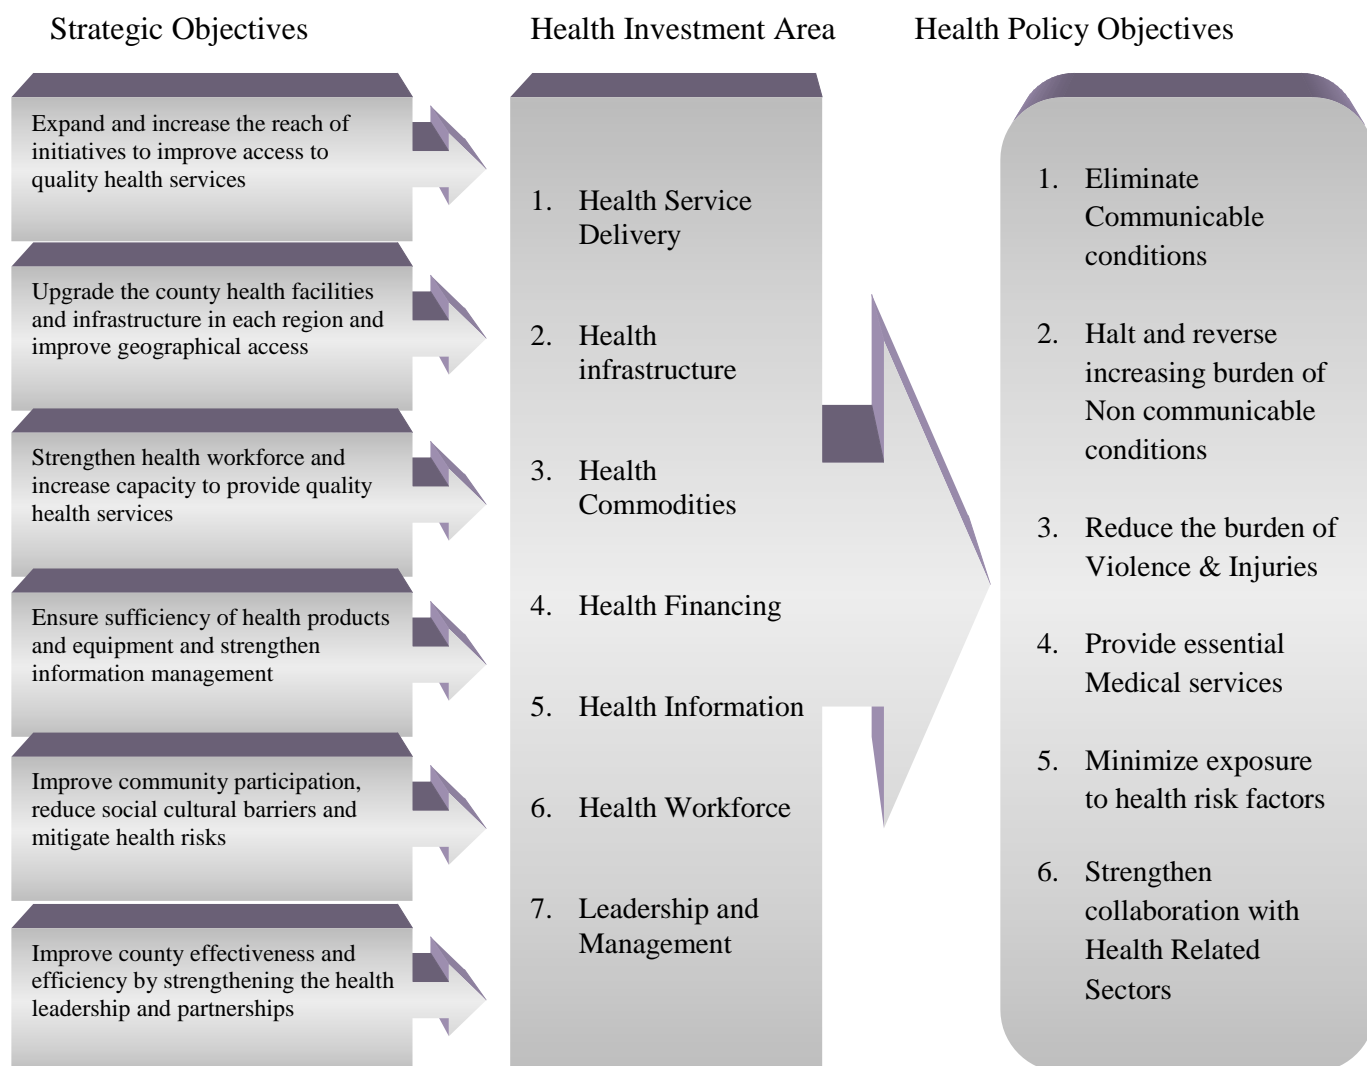 Strategic Objectives
Health Investment Area
Health Policy Objectives
Expand and increase the reach of
initiatives to improve access to
quality health services
Upgrade the county health facilities
and infrastructure in each region and
improve geographical access
Strengthen health workforce and
increase capacity to provide quality
health services
Ensure sufficiency of health products
and equipment and strengthen
information management
Improve community participation,
reduce social cultural barriers and
mitigate health risks
Improve county effectiveness and
efficiency by strengthening the health
leadership and partnerships
1. Health Service
Delivery
2. Health
infrastructure
3. Health
Commodities
4. Health Financing
5. Health Information
6. Health Workforce
7. Leadership and
Management
1. Eliminate
Communicable
conditions
2. Halt and reverse
increasing burden of
Non communicable
conditions
3. Reduce the burden of
Violence & Injuries
4. Provide essential
Medical services
5. Minimize exposure
to health risk factors
6. Strengthen
collaboration with
Health Related
Sectors